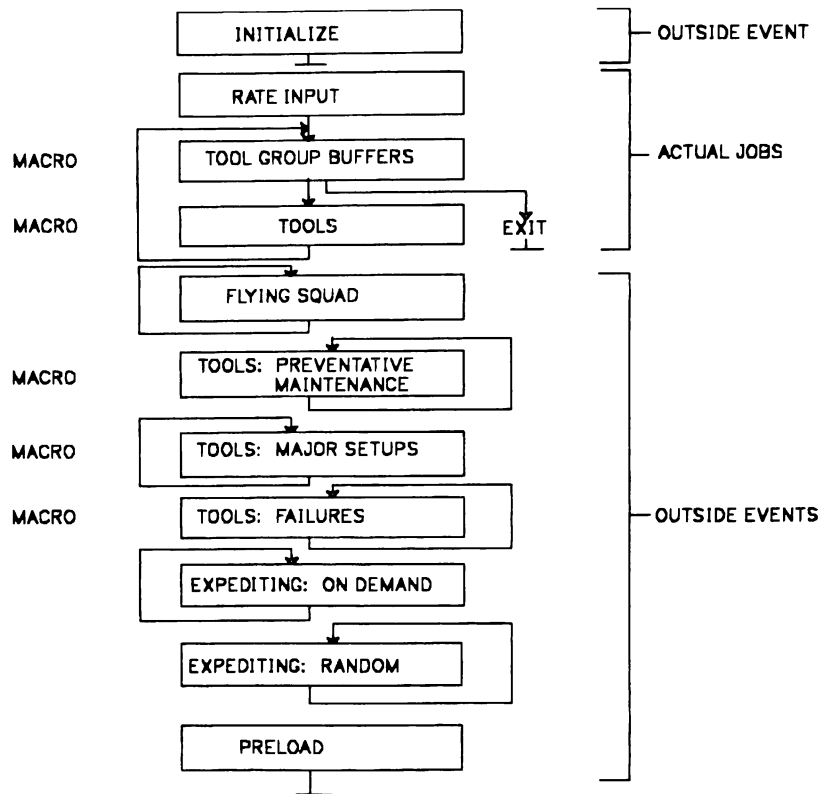 INITIALIZE
OUTSIDE EVENT
RATE INPUT
MACRO
TOOL GROUP BUFFERS
ACTUAL JOBS
MACRO
TOOLS
EXIT
FLYING SQUAD
MACRO
TOOLS: PREVENTATIVE
MAINTENANCE
MACRO
TOOLS: MAJOR SETUPS
MACRO
TOOLS: FAILURES
OUTSIDE EVENTS
EXPEDITING: ON DEMAND
EXPEDITING: RANDOM
PRELOAD